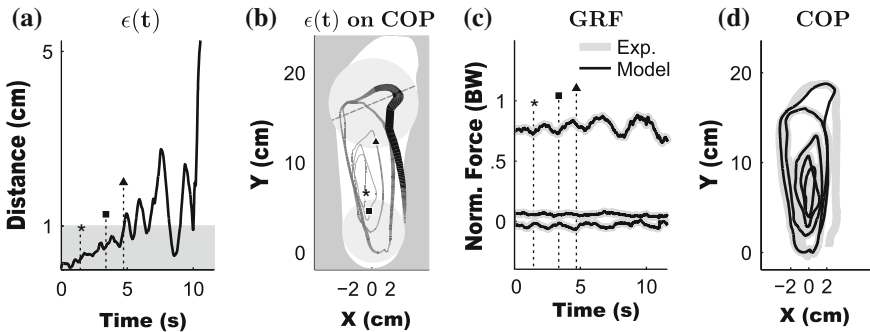 (a) ϵ(t)
Distance (cm)
5
1
*
0 5 10
Time (s)
(b) ϵ(t) on COP
Y (cm)
20
10
0
*
−2 0 2
X (cm)
(c) GRF
Norm. Force (BW)
Exp.
Model
1
.5
0
*
0 5 10
Time (s)
(d) COP
20
10
0
−2 0 2
X (cm)